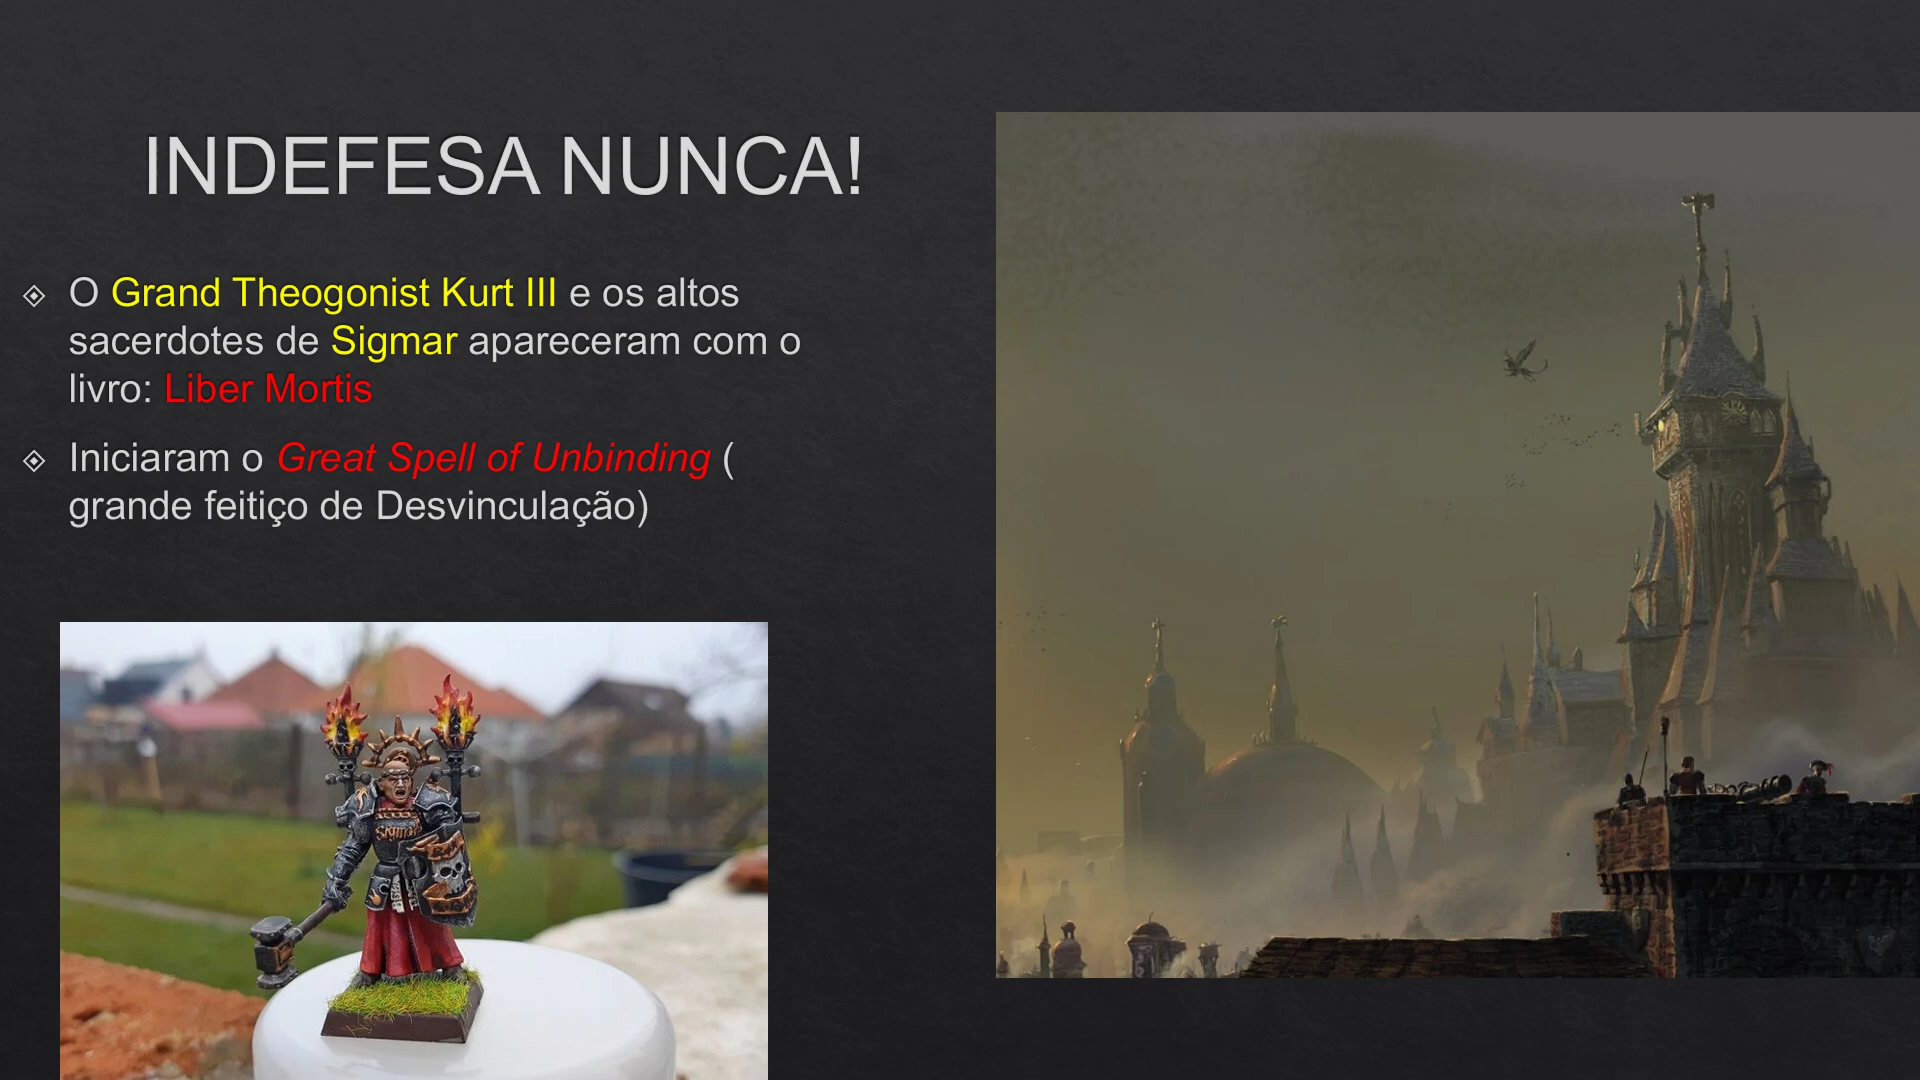 INDEFESA NUNCA!
O Grand Theogonist Kurt III e os altos
sacerdotes de Sigmar apareceram com o
livro: Liber Mortis
Iniciaram o Great Spell of Unbinding (
grande feitiço de Desvinculação)